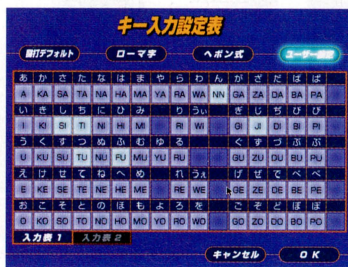 キー入力設定表
頭打デフォルト ローマ字 ヘボン式 ユーザー設定
あ か さ た な は ま や ら わ ん が ざ だ ば ぱ
A KA SA TA NA HA MA YA RA WA NN GA ZA DA BA PA
い き し ち に ひ み り うぃ ぎ じ ぢ び ぴ
I KI SI TI NI HI MI RI WI GI JI DI BI PI
う く す つ ぬ ふ む ゆ る ぐ ず づ ぶ ぷ
U KU SU TU NU FU MU YU RU GU ZU DU BU PU
え け せ て ね へ め れ うぇ げ ぜ で べ ぺ
E KE SE TE NE HE ME RE WE GE ZE DE BE PE
お こ そ と の ほ も よ ろ を ご ぞ ど ぼ ぽ
O KO SO TO NO HO MO YO RO WO GO ZO DO BO PO
入力表 1 入力表 2
キャンセル OK